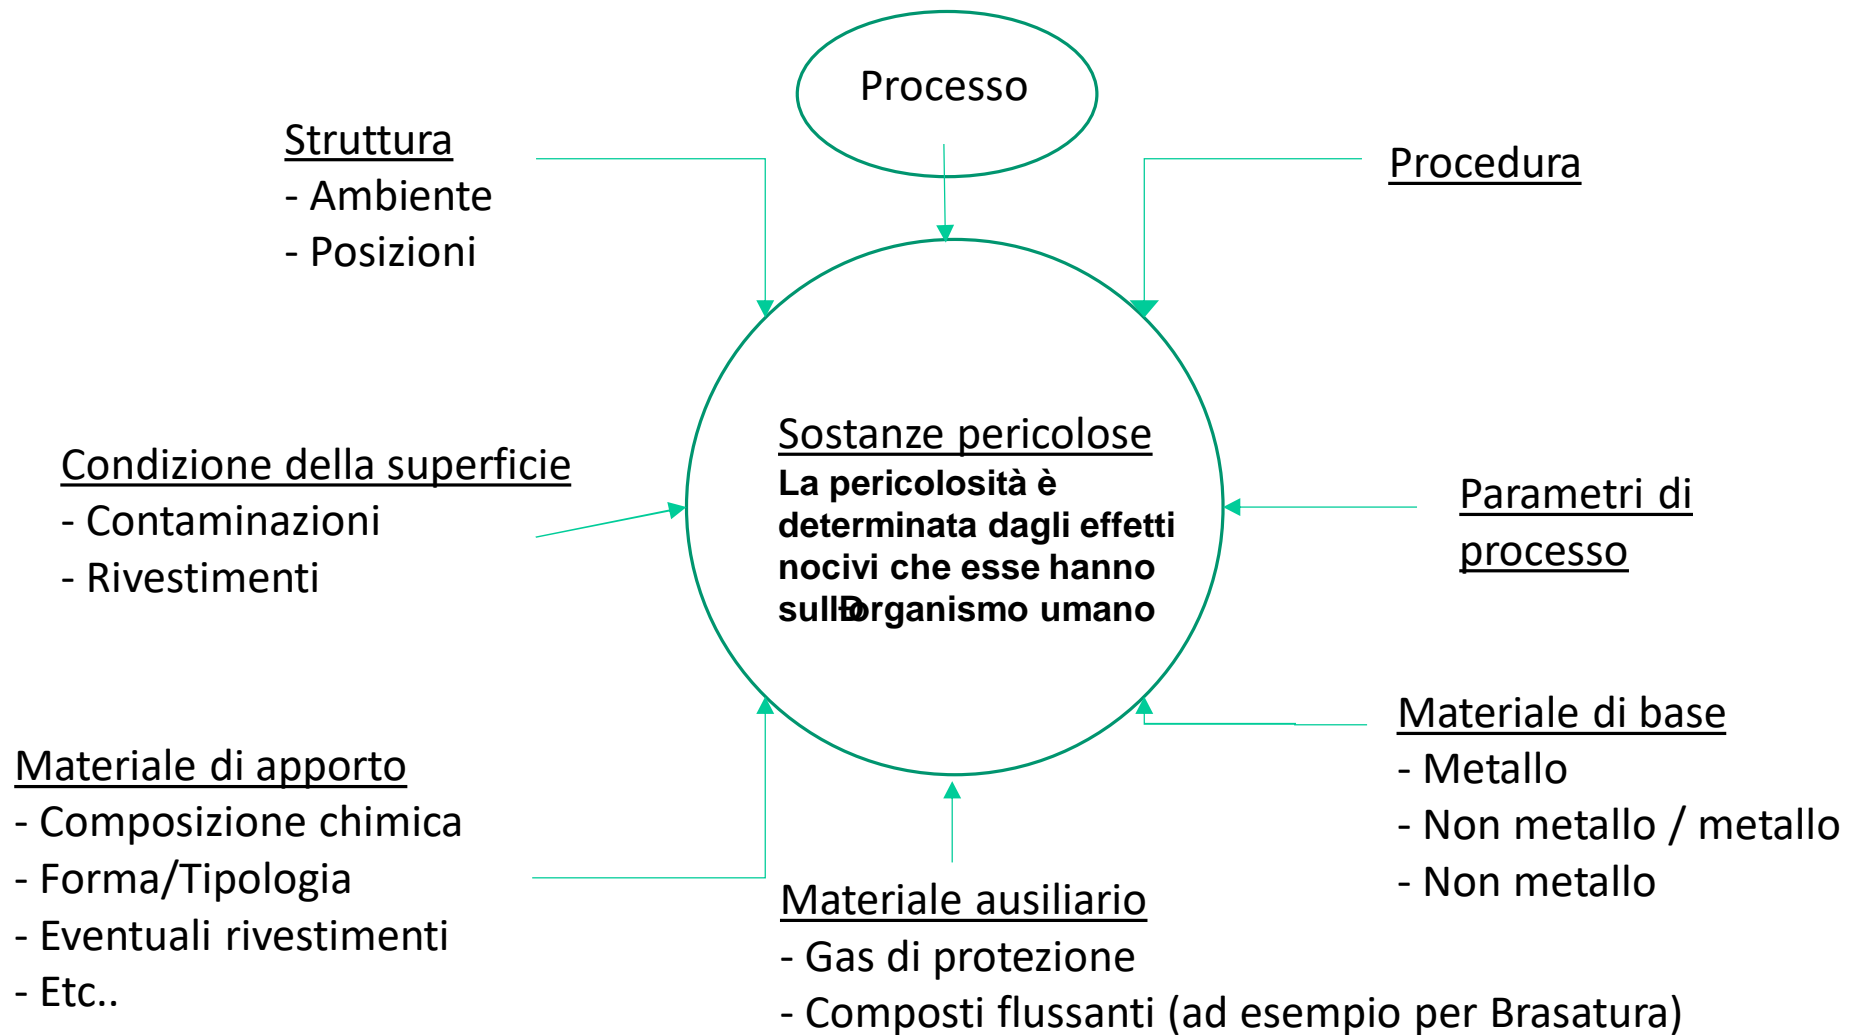 Processo
Struttura
- Ambiente
- Posizioni
Procedura
Condizione della superficie
- Contaminazioni
- Rivestimenti
Sostanze pericolose
La pericolosità è
determinata dagli effetti
nocivi che esse hanno
sullÐorganismo umano
Parametri di
processo
Materiale di apporto
- Composizione chimica
- Forma/Tipologia
- Eventuali rivestimenti
- Etc..
Materiale ausiliario
- Gas di protezione
- Composti flussanti (ad esempio per Brasatura)
Materiale di base
- Metallo
- Non metallo / metallo
- Non metallo